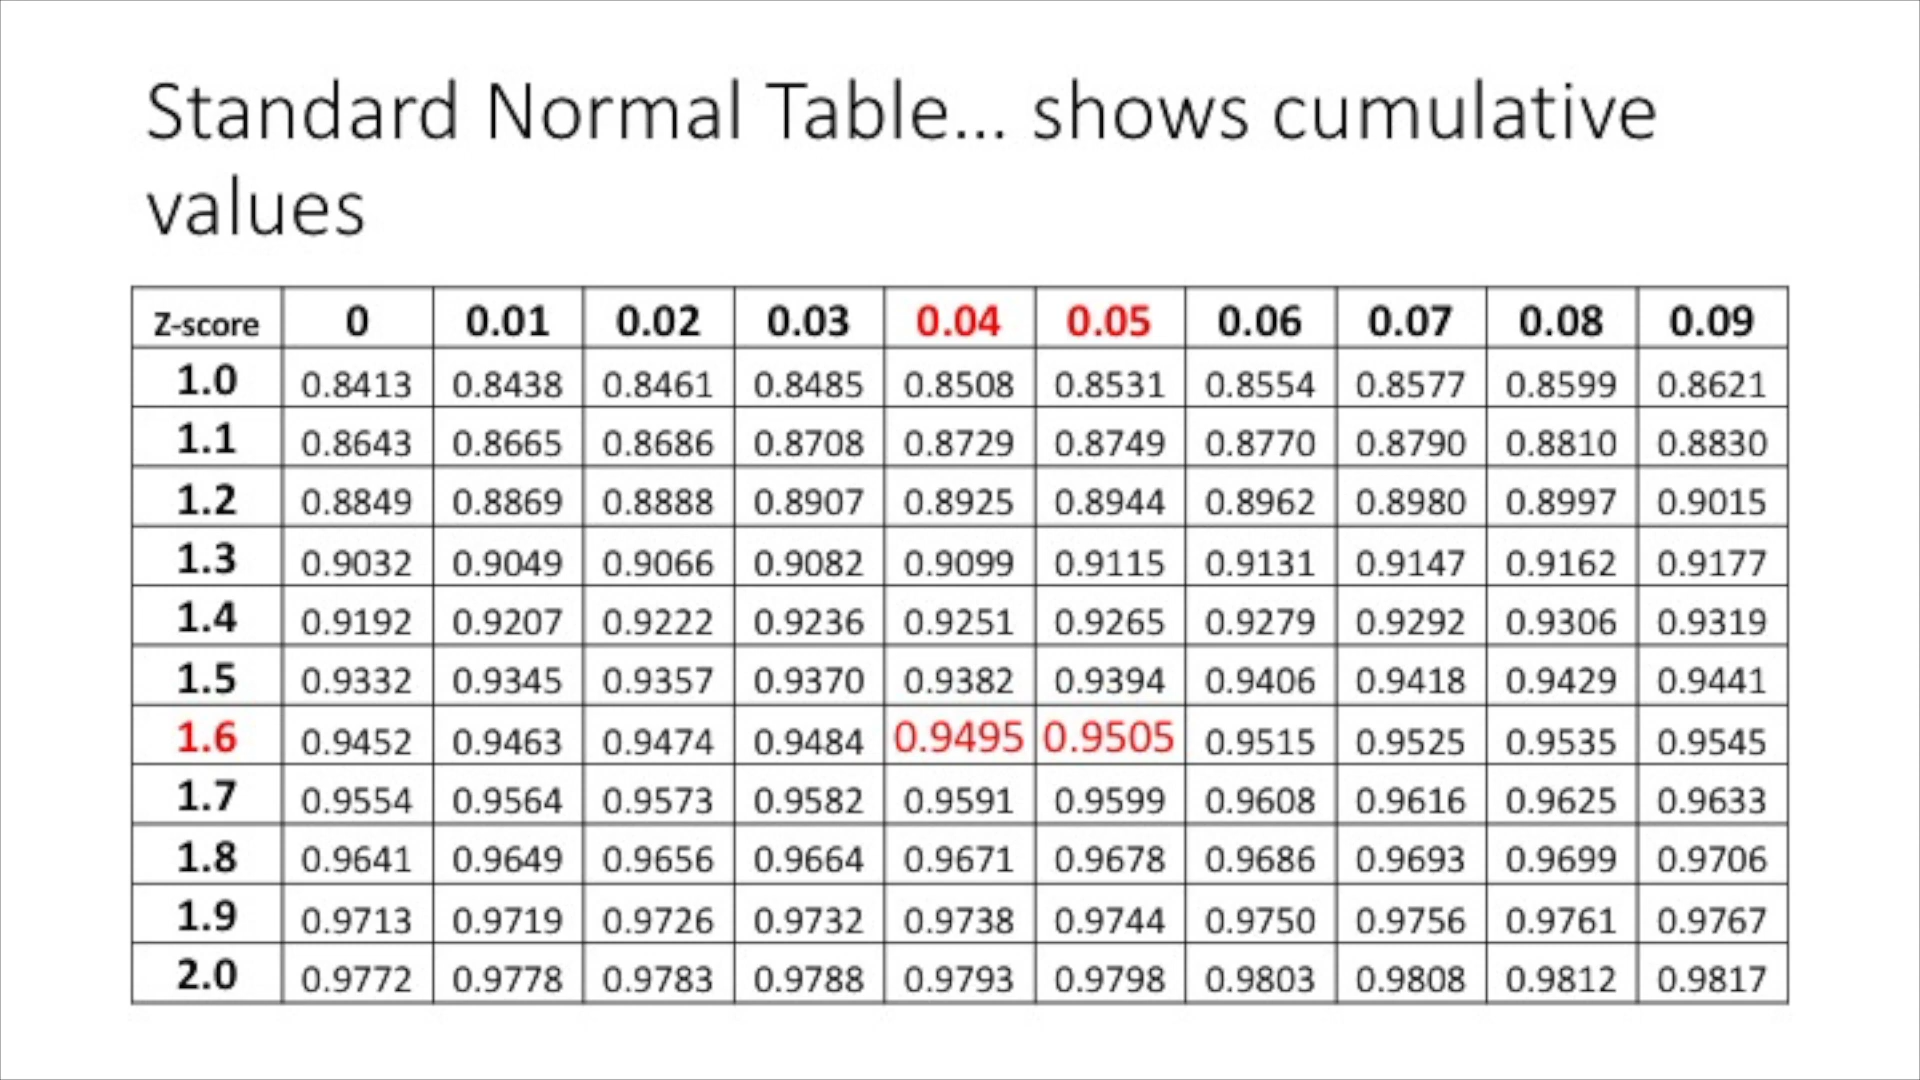 Standard Normal Table... shows cumulative
values
Z-score 0 0.01 0.02 0.03 0.04 0.05 0.06 0.07 0.08 0.09
1.0 0.8413 0.8438 0.8461 0.8485 0.8508 0.8531 0.8554 0.8577 0.8599 0.8621
1.1 0.8643 0.8665 0.8686 0.8708 0.8729 0.8749 0.8770 0.8790 0.8810 0.8830
1.2 0.8849 0.8869 0.8888 0.8907 0.8925 0.8944 0.8962 0.8980 0.8997 0.9015
1.3 0.9032 0.9049 0.9066 0.9082 0.9099 0.9115 0.9131 0.9147 0.9162 0.9177
1.4 0.9192 0.9207 0.9222 0.9236 0.9251 0.9265 0.9279 0.9292 0.9306 0.9319
1.5 0.9332 0.9345 0.9357 0.9370 0.9382 0.9394 0.9406 0.9418 0.9429 0.9441
1.6 0.9452 0.9463 0.9474 0.9484 0.9495 0.9505 0.9515 0.9525 0.9535 0.9545
1.7 0.9554 0.9564 0.9573 0.9582 0.9591 0.9599 0.9608 0.9616 0.9625 0.9633
1.8 0.9641 0.9649 0.9656 0.9664 0.9671 0.9678 0.9686 0.9693 0.9699 0.9706
1.9 0.9713 0.9719 0.9726 0.9732 0.9738 0.9744 0.9750 0.9756 0.9761 0.9767
2.0 0.9772 0.9778 0.9783 0.9788 0.9793 0.9798 0.9803 0.9808 0.9812 0.9817